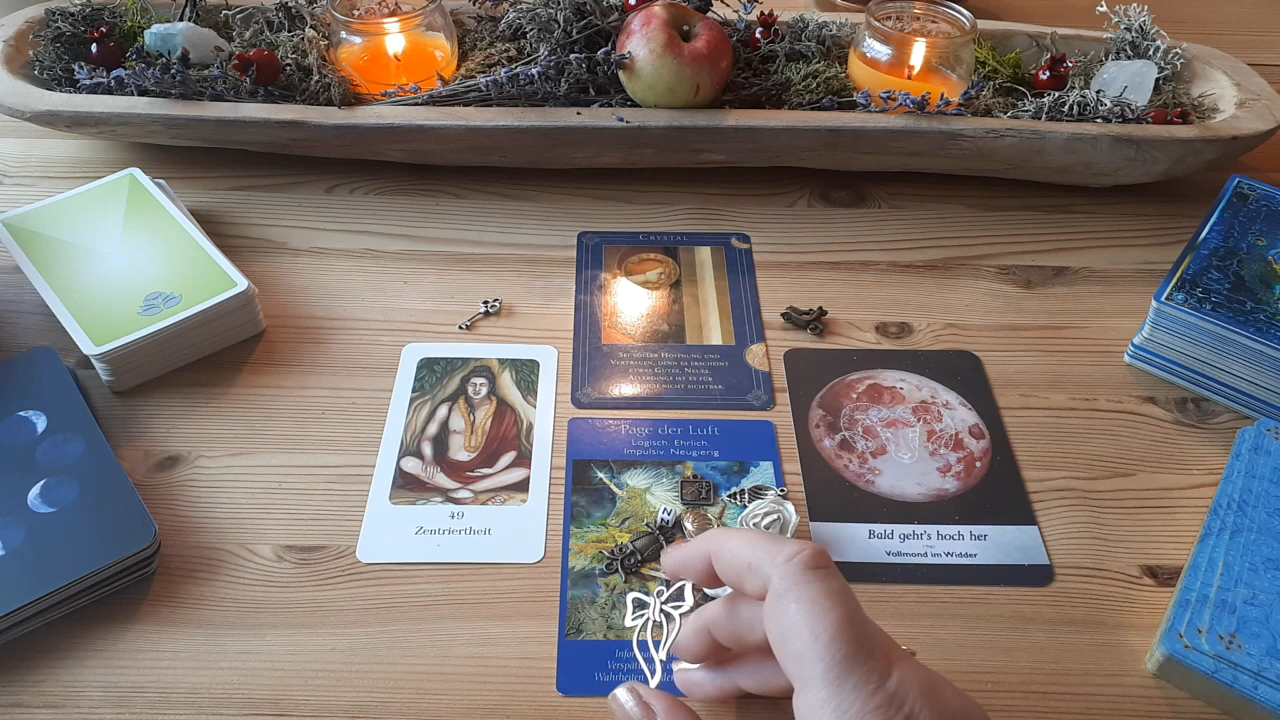 CRYSTAL
SEI VOLLER HOFFNUNG UND
VERTRAUEN, DENN ES ERSCHEINT
ETWAS GUTES, NEUES.
ALLERDINGS IST ES FÜR
NICHT SICHTBAR.
Page der Luft
Logisch. Ehrlich.
Impulsiv. Neugierig
49
Zentriertheit
Bald geht's hoch her
Vollmond im Widder
N
Z